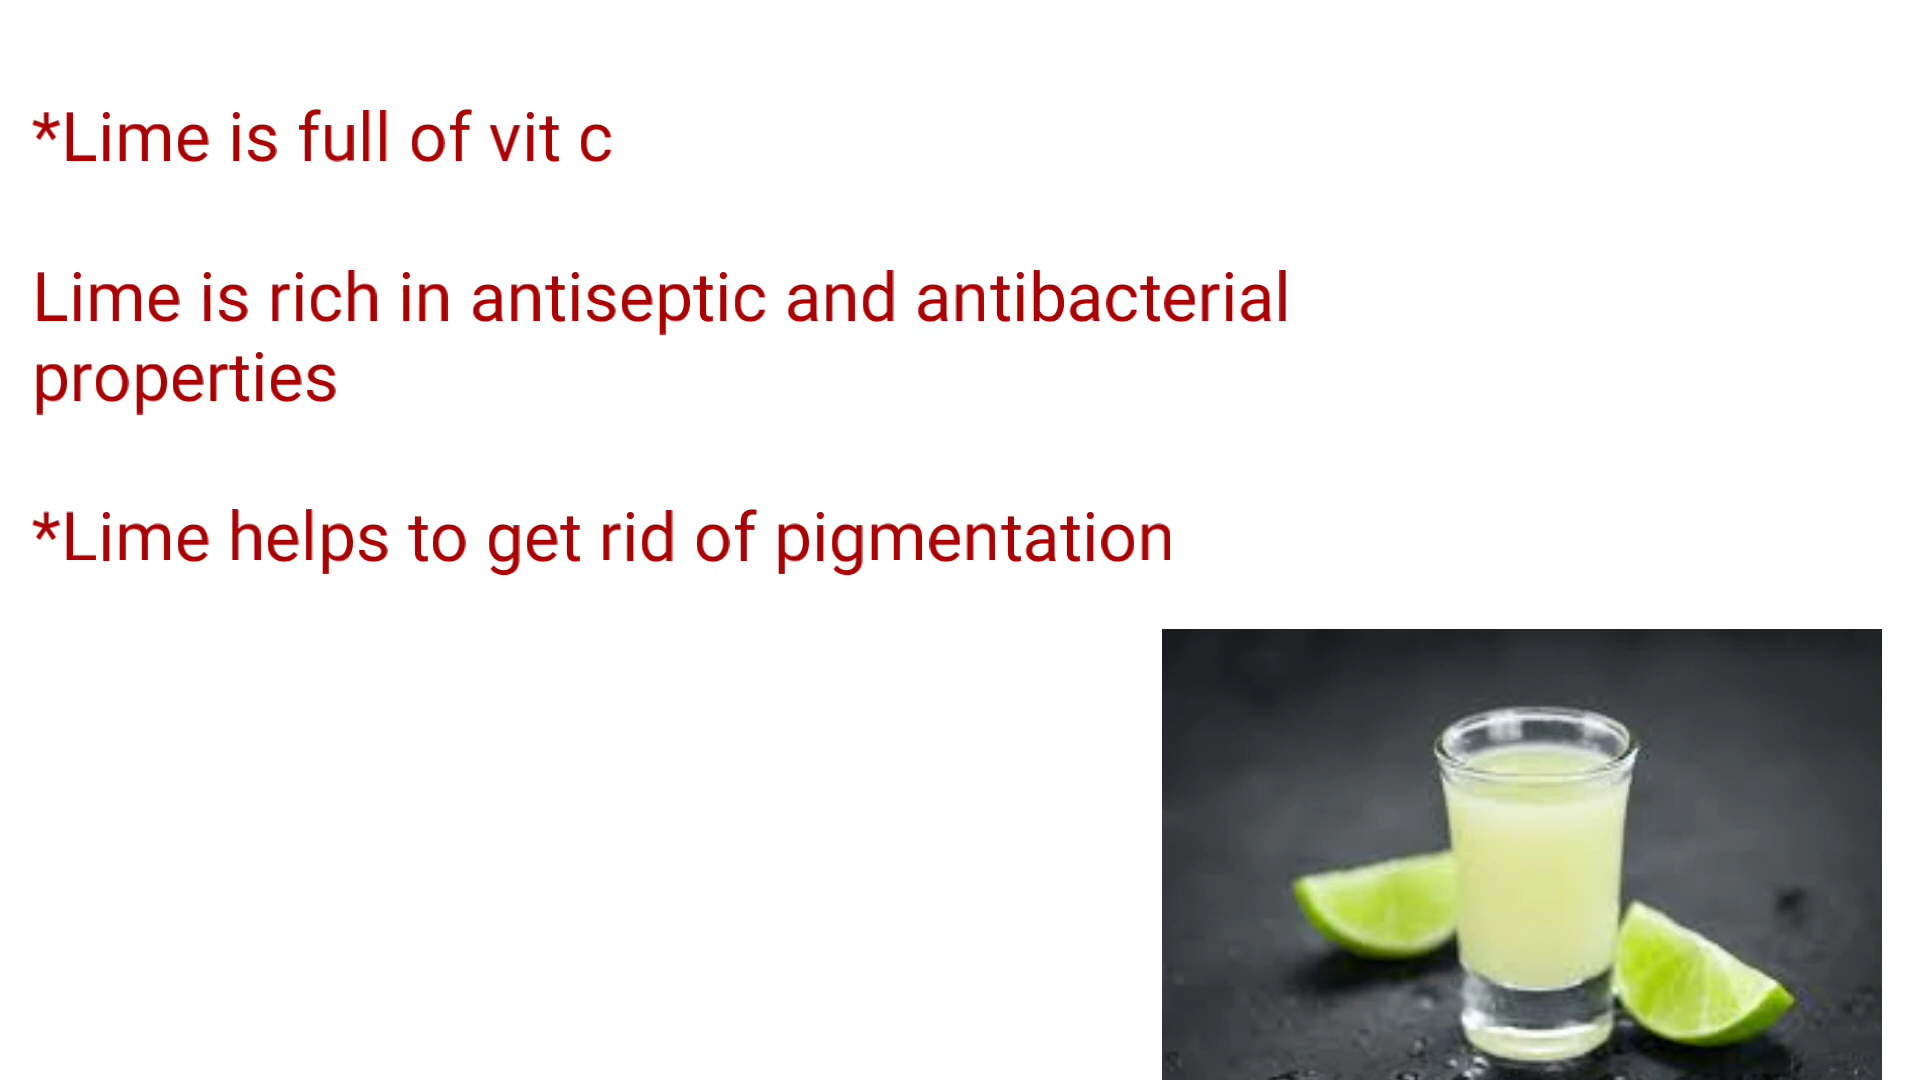 *Lime is full of vit c
Lime is rich in antiseptic and antibacterial
properties
*Lime helps to get rid of pigmentation